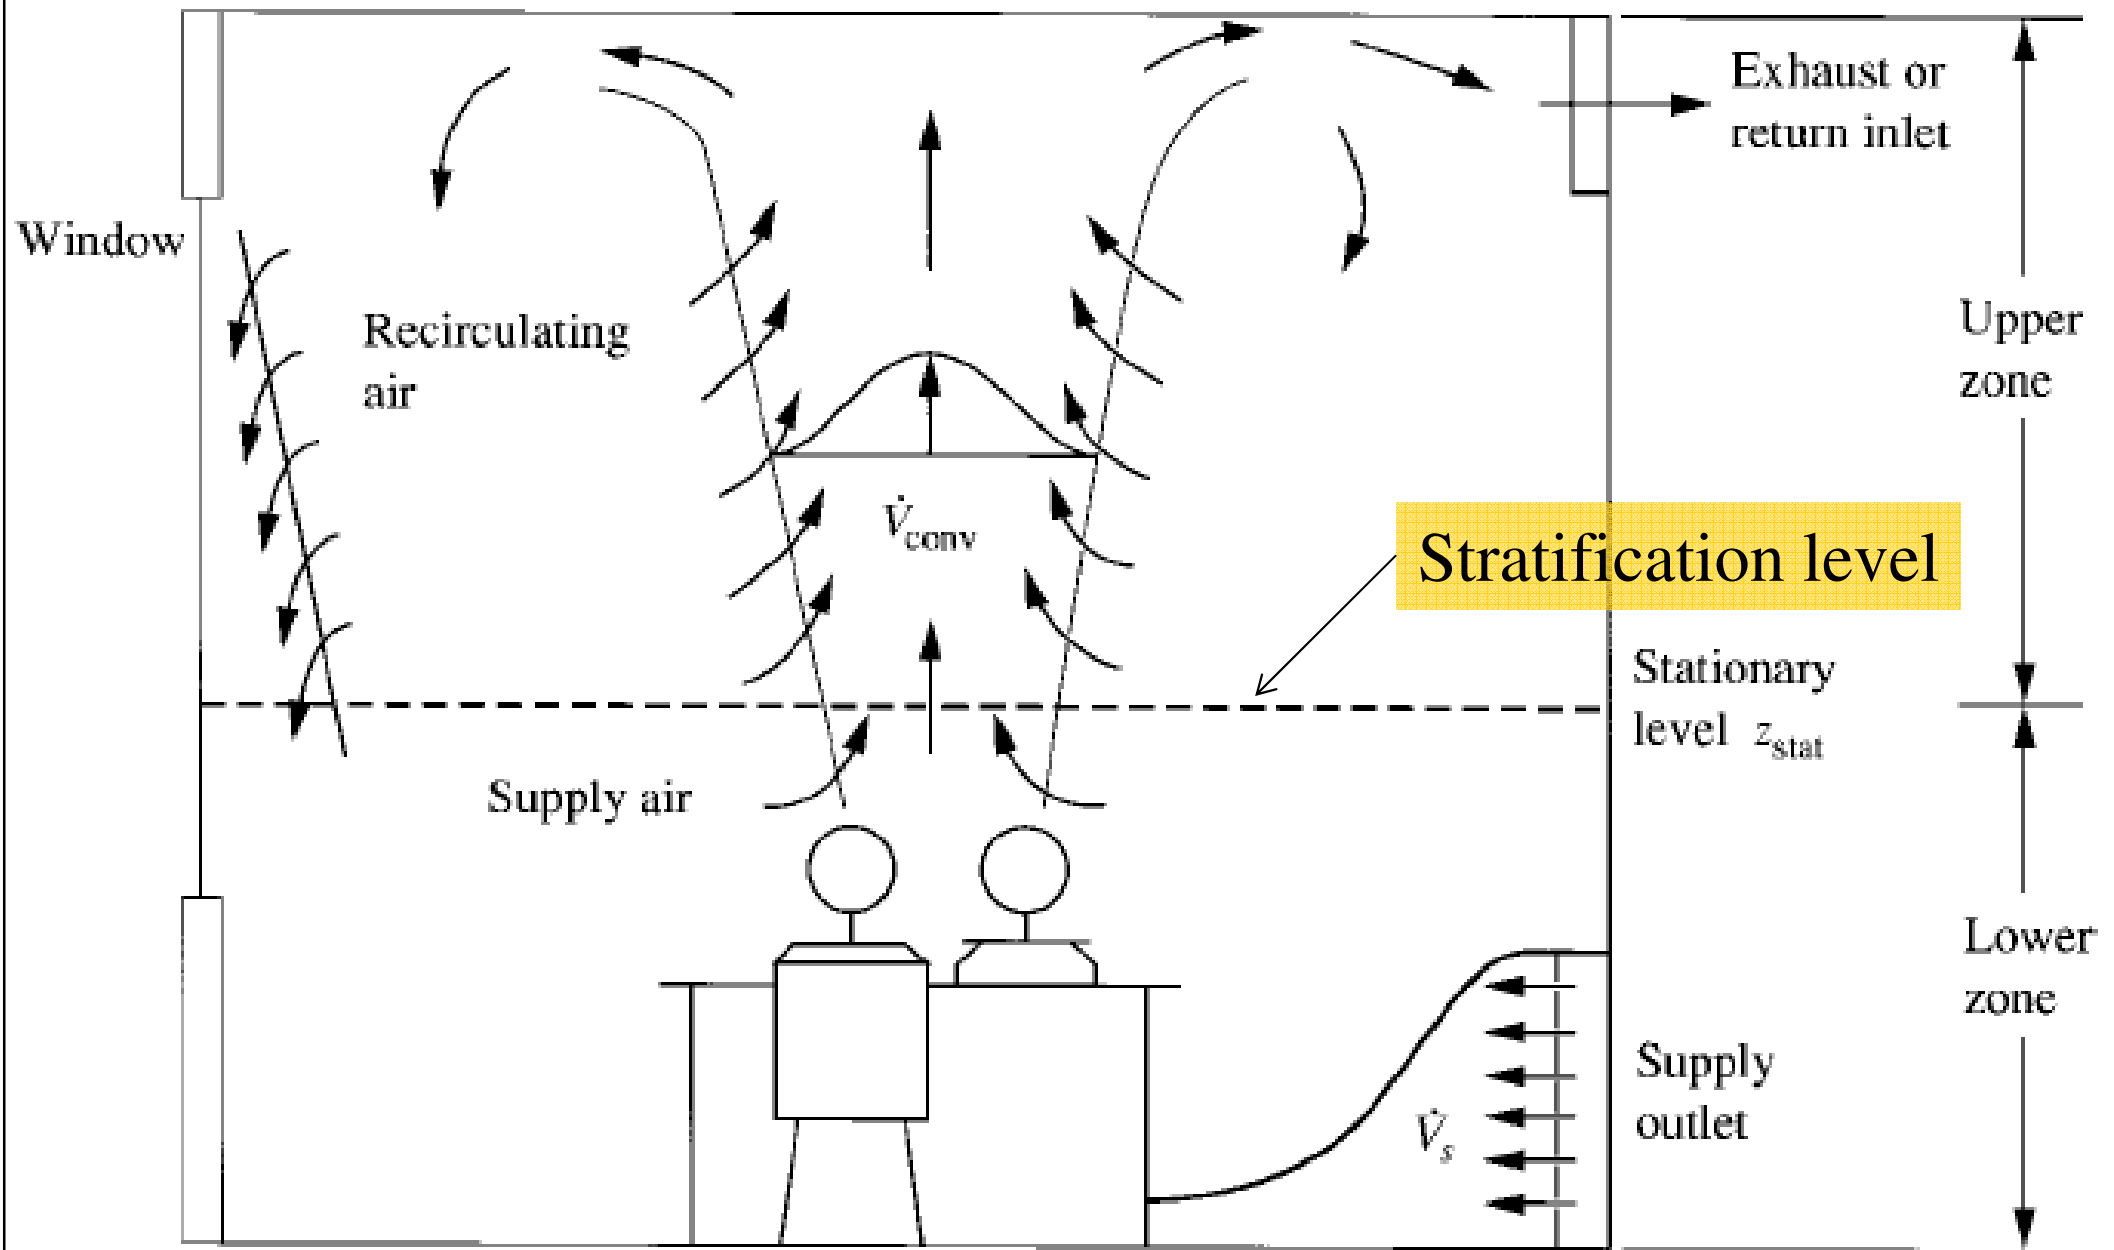 Exhaust or
return inlet
Window
Recirculating
air
Upper
zone
V̇conv
Stratification level
Stationary
level zstat
Supply air
Lower
zone
Supply
outlet
V̇s